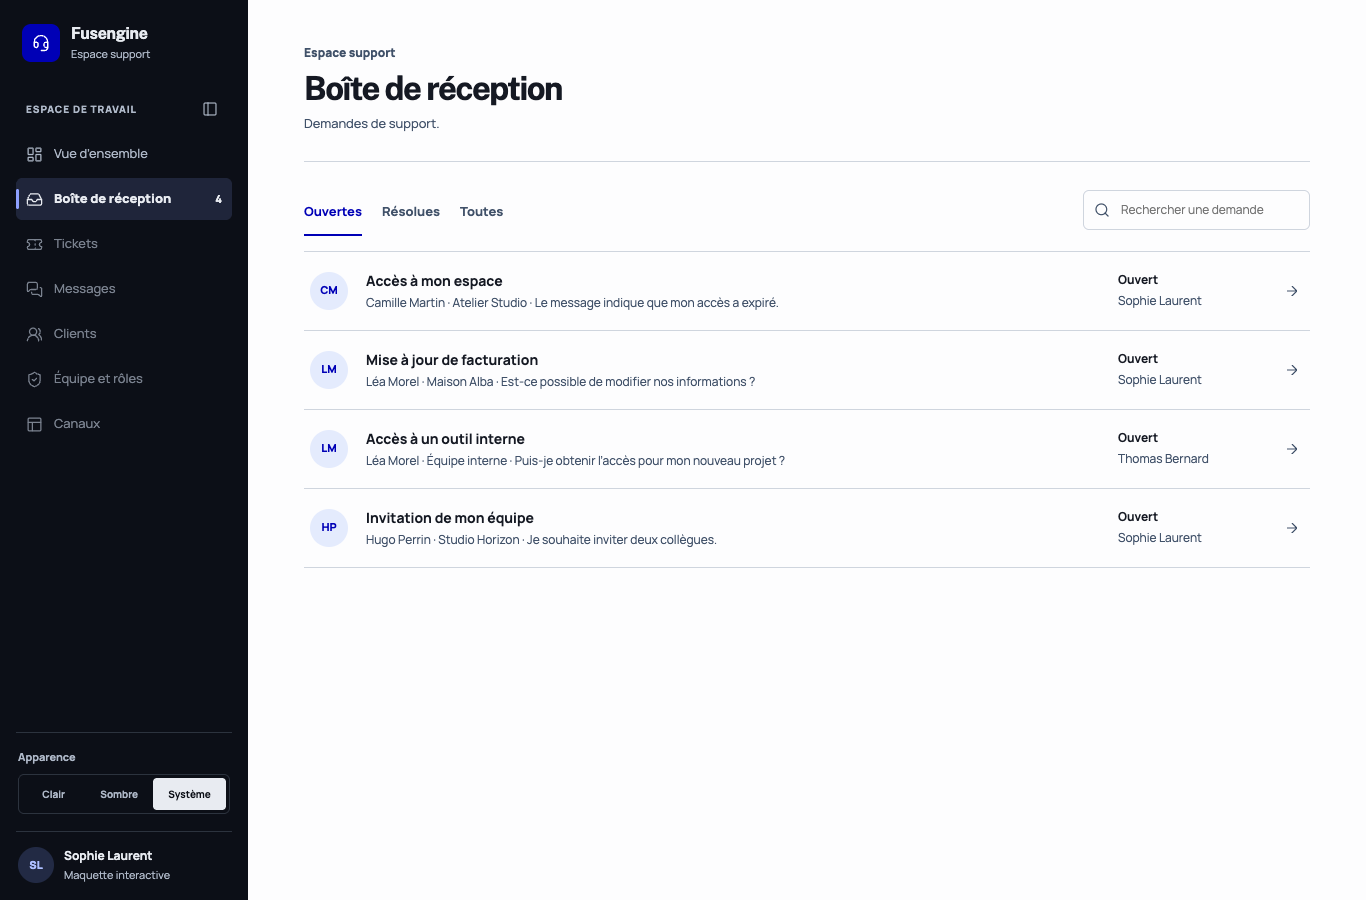 Fusengine
Espace support
ESPACE DE TRAVAIL
Vue d'ensemble
Boîte de réception 4
Tickets
Messages
Clients
Équipe et rôles
Canaux
Apparence
Clair Sombre Système
SL
Sophie Laurent
Maquette interactive
Espace support
Boîte de réception
Demandes de support.
Ouvertes Résolues Toutes
Rechercher une demande
CM
Accès à mon espace
Camille Martin · Atelier Studio · Le message indique que mon accès a expiré.
Ouvert
Sophie Laurent
LM
Mise à jour de facturation
Léa Morel · Maison Alba · Est-ce possible de modifier nos informations ?
Ouvert
Sophie Laurent
LM
Accès à un outil interne
Léa Morel · Équipe interne · Puis-je obtenir l'accès pour mon nouveau projet ?
Ouvert
Thomas Bernard
HP
Invitation de mon équipe
Hugo Perrin · Studio Horizon · Je souhaite inviter deux collègues.
Ouvert
Sophie Laurent